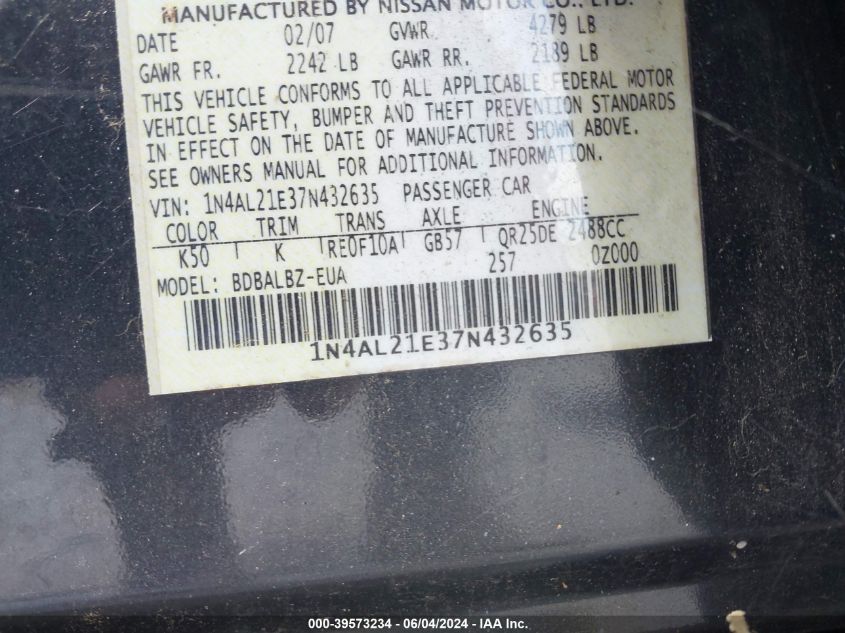 MANUFACTURED BY NISSAN MOTOR CO., LTD.
DATE 02/07 GVWR 4279 LB
GAWR FR. 2242 LB GAWR RR. 2189 LB
THIS VEHICLE CONFORMS TO ALL APPLICABLE FEDERAL MOTOR
VEHICLE SAFETY, BUMPER AND THEFT PREVENTION STANDARDS
IN EFFECT ON THE DATE OF MANUFACTURE SHOWN ABOVE.
SEE OWNERS MANUAL FOR ADDITIONAL INFORMATION.
VIN: 1N4AL21E37N432635 PASSENGER CAR
COLOR TRIM TRANS AXLE ENGINE
K50 K RE0F10A GB57 QR25DE 2488CC
257 0Z000
MODEL: BDBALBZ-EUA
1N4AL21E37N432635
000-39573234 - 06/04/2024 - IAA Inc.